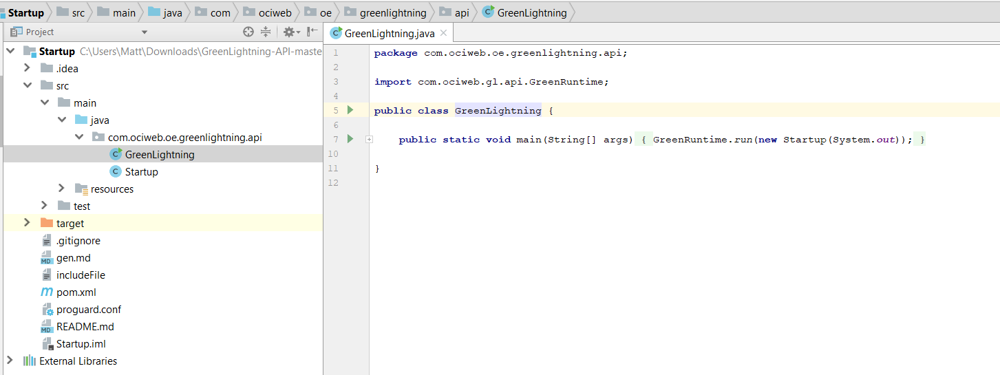 Startup src main java com ociweb oe greenlightning api GreenLightning
Project
Startup C:\Users\Matt\Downloads\GreenLightning-API-maste
.idea
src
main
java
com.ociweb.oe.greenlightning.api
GreenLightning
Startup
resources
test
target
.gitignore
gen.md
includeFile
pom.xml
proguard.conf
README.md
Startup.iml
External Libraries
GreenLightning.java
1 package com.ociweb.oe.greenlightning.api;
2
3 import com.ociweb.gl.api.GreenRuntime;
4
5 public class GreenLightning {
6
7 public static void main(String[] args) { GreenRuntime.run(new Startup(System.out)); }
10
11 }
12